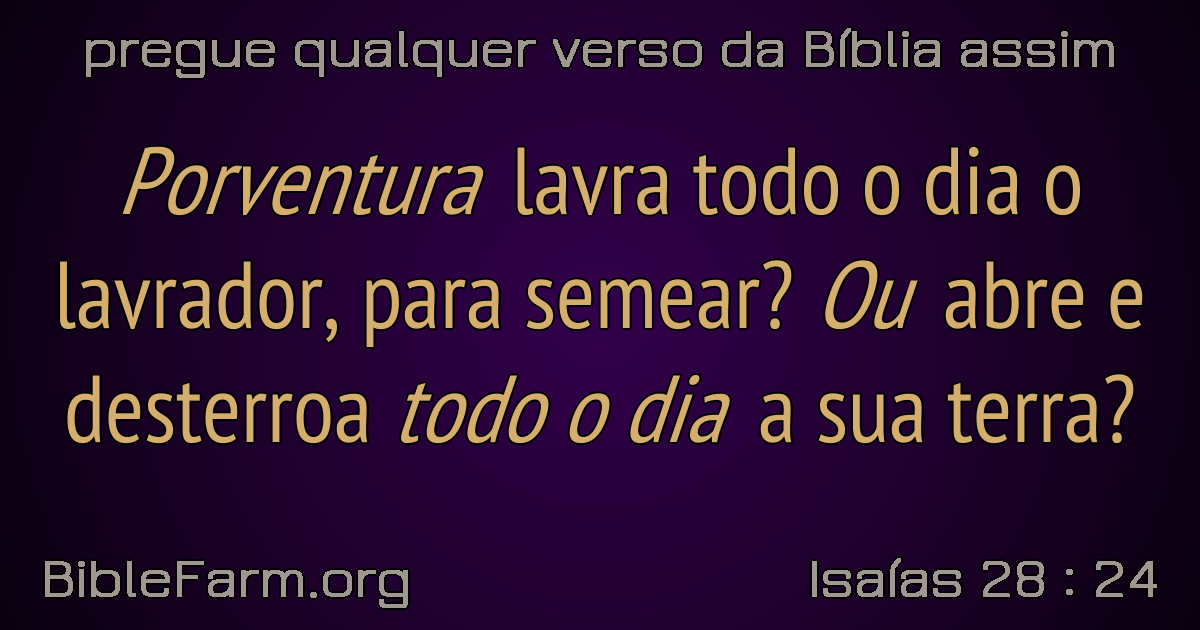 pregue qualquer verso da Bíblia assim
Porventura lavra todo o dia o
lavrador, para semear? Ou abre e
desterroa todo o dia a sua terra?
BibleFarm.org
Isaías 28 : 24